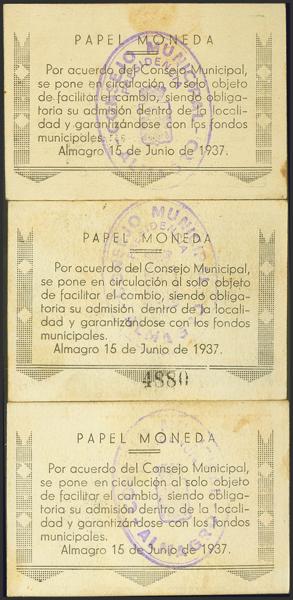 PAPEL MONEDA
Por acuerdo del Consejo Municipal,
se pone en circulación al solo objeto
de facilitar el cambio, siendo obliga-
toria su admisión dentro de la locali-
dad y garantizándose con los fondos
municipales.
Almagro 15 de Junio de 1937.
CONSEJO MUNICIPAL
PRESIDENCIA
PAPEL MONEDA
Por acuerdo del Consejo Municipal,
se pone en circulación al solo objeto
de facilitar el cambio, siendo obliga-
toria su admisión dentro de la locali-
dad y garantizándose con los fondos
municipales.
Almagro 15 de Junio de 1937.
4880
CONSEJO MUNICIPAL
PAPEL MONEDA
Por acuerdo del Consejo Municipal,
se pone en circulación al solo objeto
de facilitar el cambio, siendo obliga-
toria su admisión dentro de la locali-
dad y garantizándose con los fondos
municipales.
Almagro 15 de Junio de 1937.
ALMAGRO